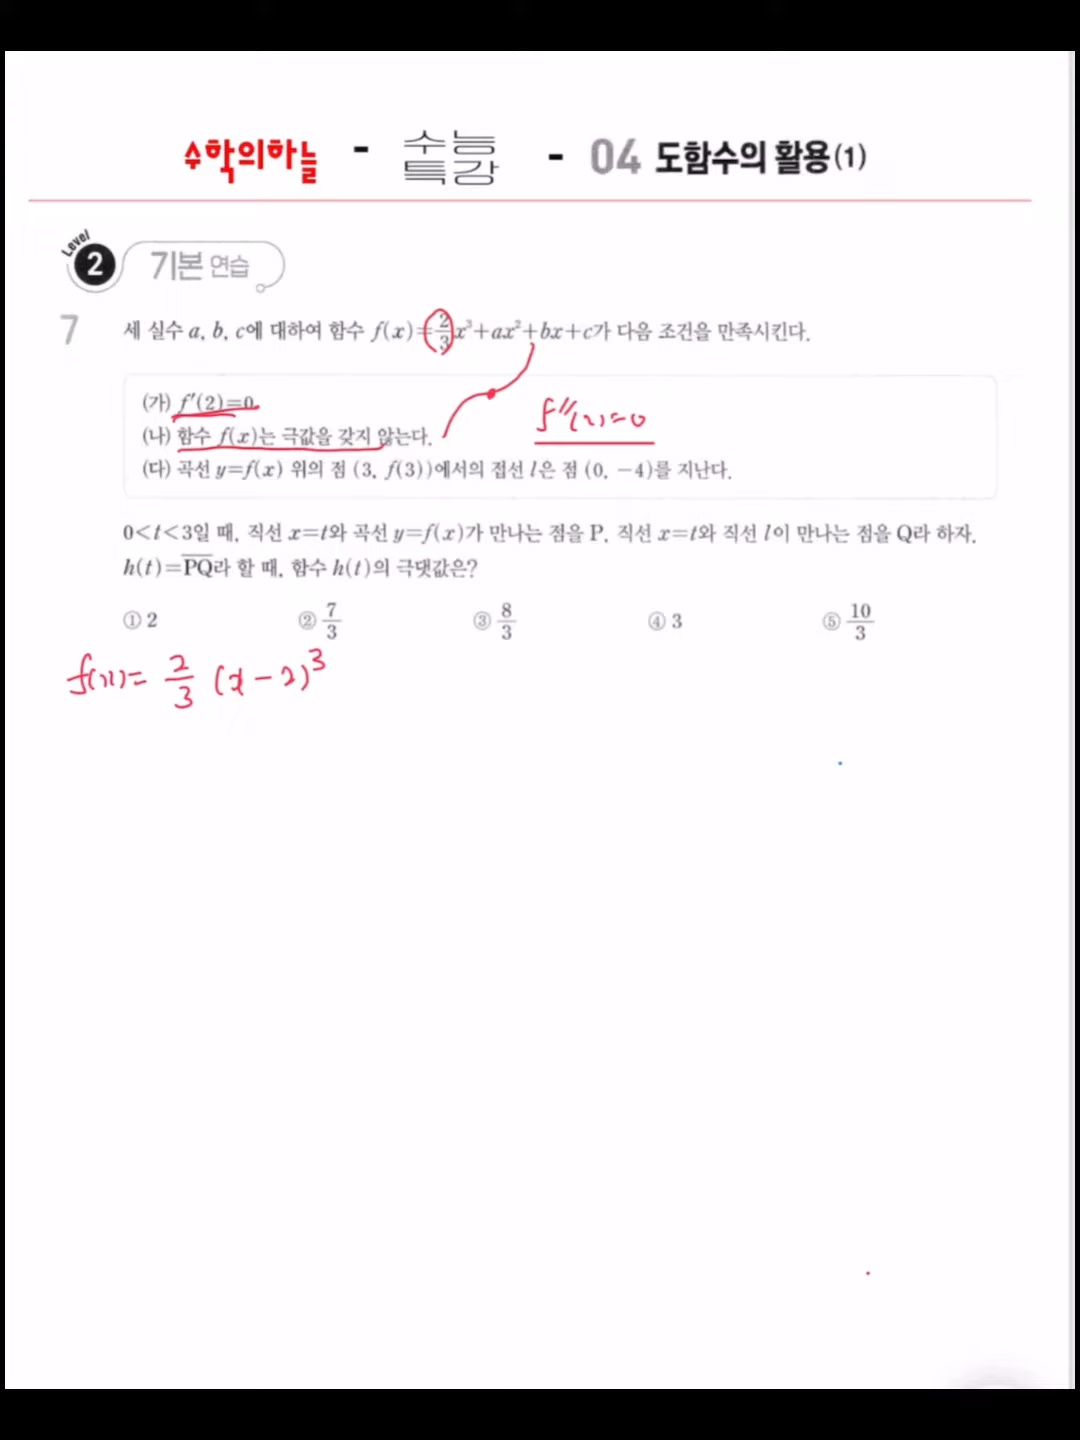 수학의하늘 - 수능특강 - 04 도함수의 활용(1)
Level 2 기본 연습
7 세 실수 a, b, c에 대하여 함수 f(x)=2/3x³+ax²+bx+c가 다음 조건을 만족시킨다.
(가) f′(2)=0
(나) 함수 f(x)는 극값을 갖지 않는다.
f″(2)=0
(다) 곡선 y=f(x) 위의 점 (3, f(3))에서의 접선 l은 점 (0, −4)를 지난다.
0<t<3일 때, 직선 x=t와 곡선 y=f(x)가 만나는 점을 P, 직선 x=t와 직선 l이 만나는 점을 Q라 하자.
h(t)=PQ라 할 때, 함수 h(t)의 극댓값은?
① 2 ② 7/3 ③ 8/3 ④ 3 ⑤ 10/3
f(x)= 2/3 (x-2)³